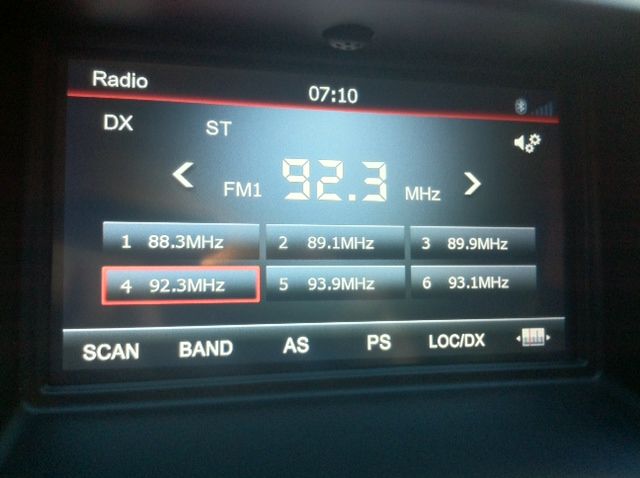 Radio
07:10
DX ST
FM1 92.3 MHz
1 88.3MHz 2 89.1MHz 3 89.9MHz
4 92.3MHz 5 93.9MHz 6 93.1MHz
SCAN BAND AS PS LOC/DX